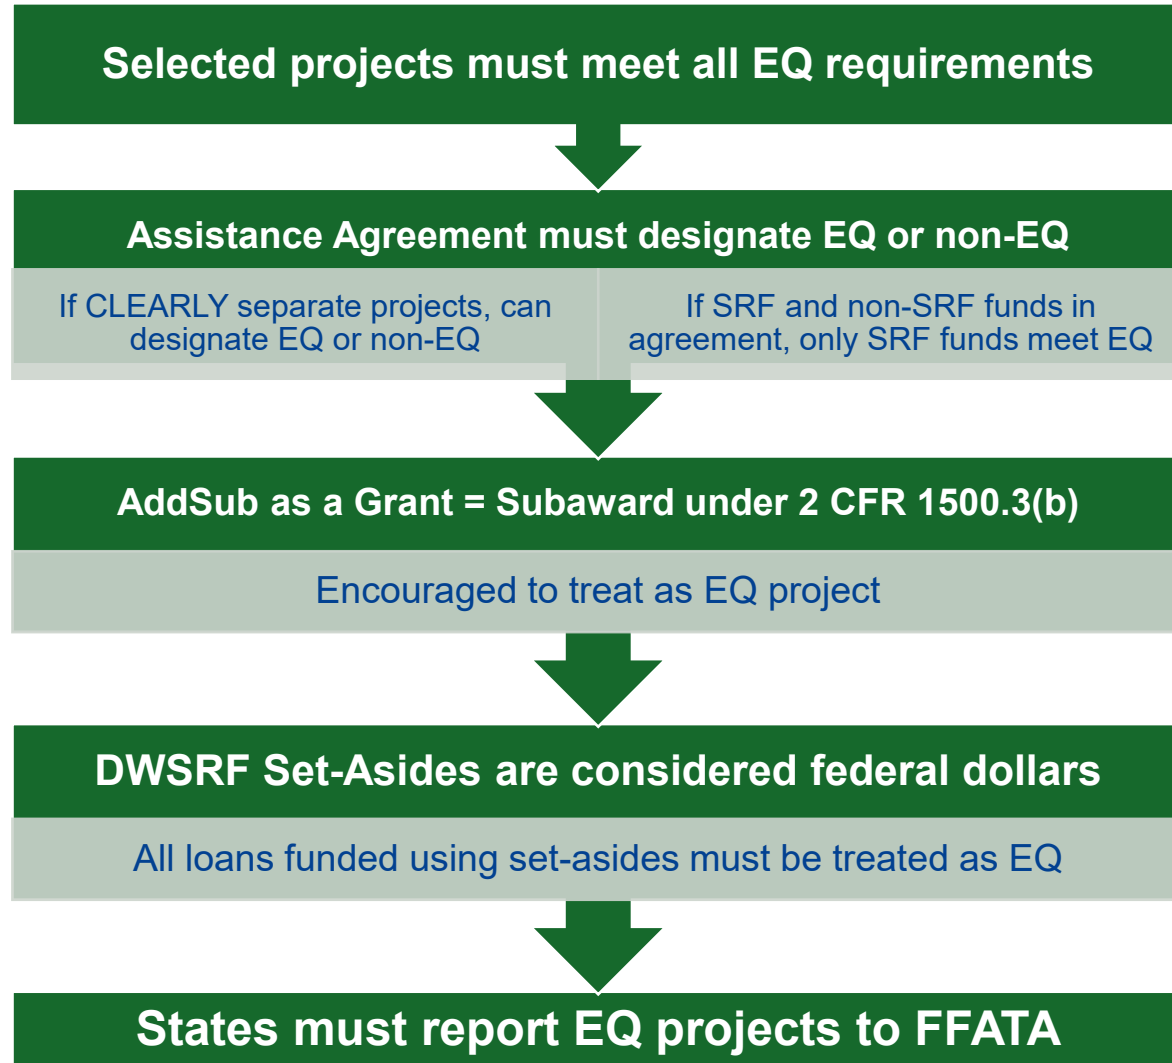 Selected projects must meet all EQ requirements
Assistance Agreement must designate EQ or non-EQ
If CLEARLY separate projects, can
designate EQ or non-EQ
If SRF and non-SRF funds in
agreement, only SRF funds meet EQ
AddSub as a Grant = Subaward under 2 CFR 1500.3(b)
Encouraged to treat as EQ project
DWSRF Set-Asides are considered federal dollars
All loans funded using set-asides must be treated as EQ
States must report EQ projects to FFATA